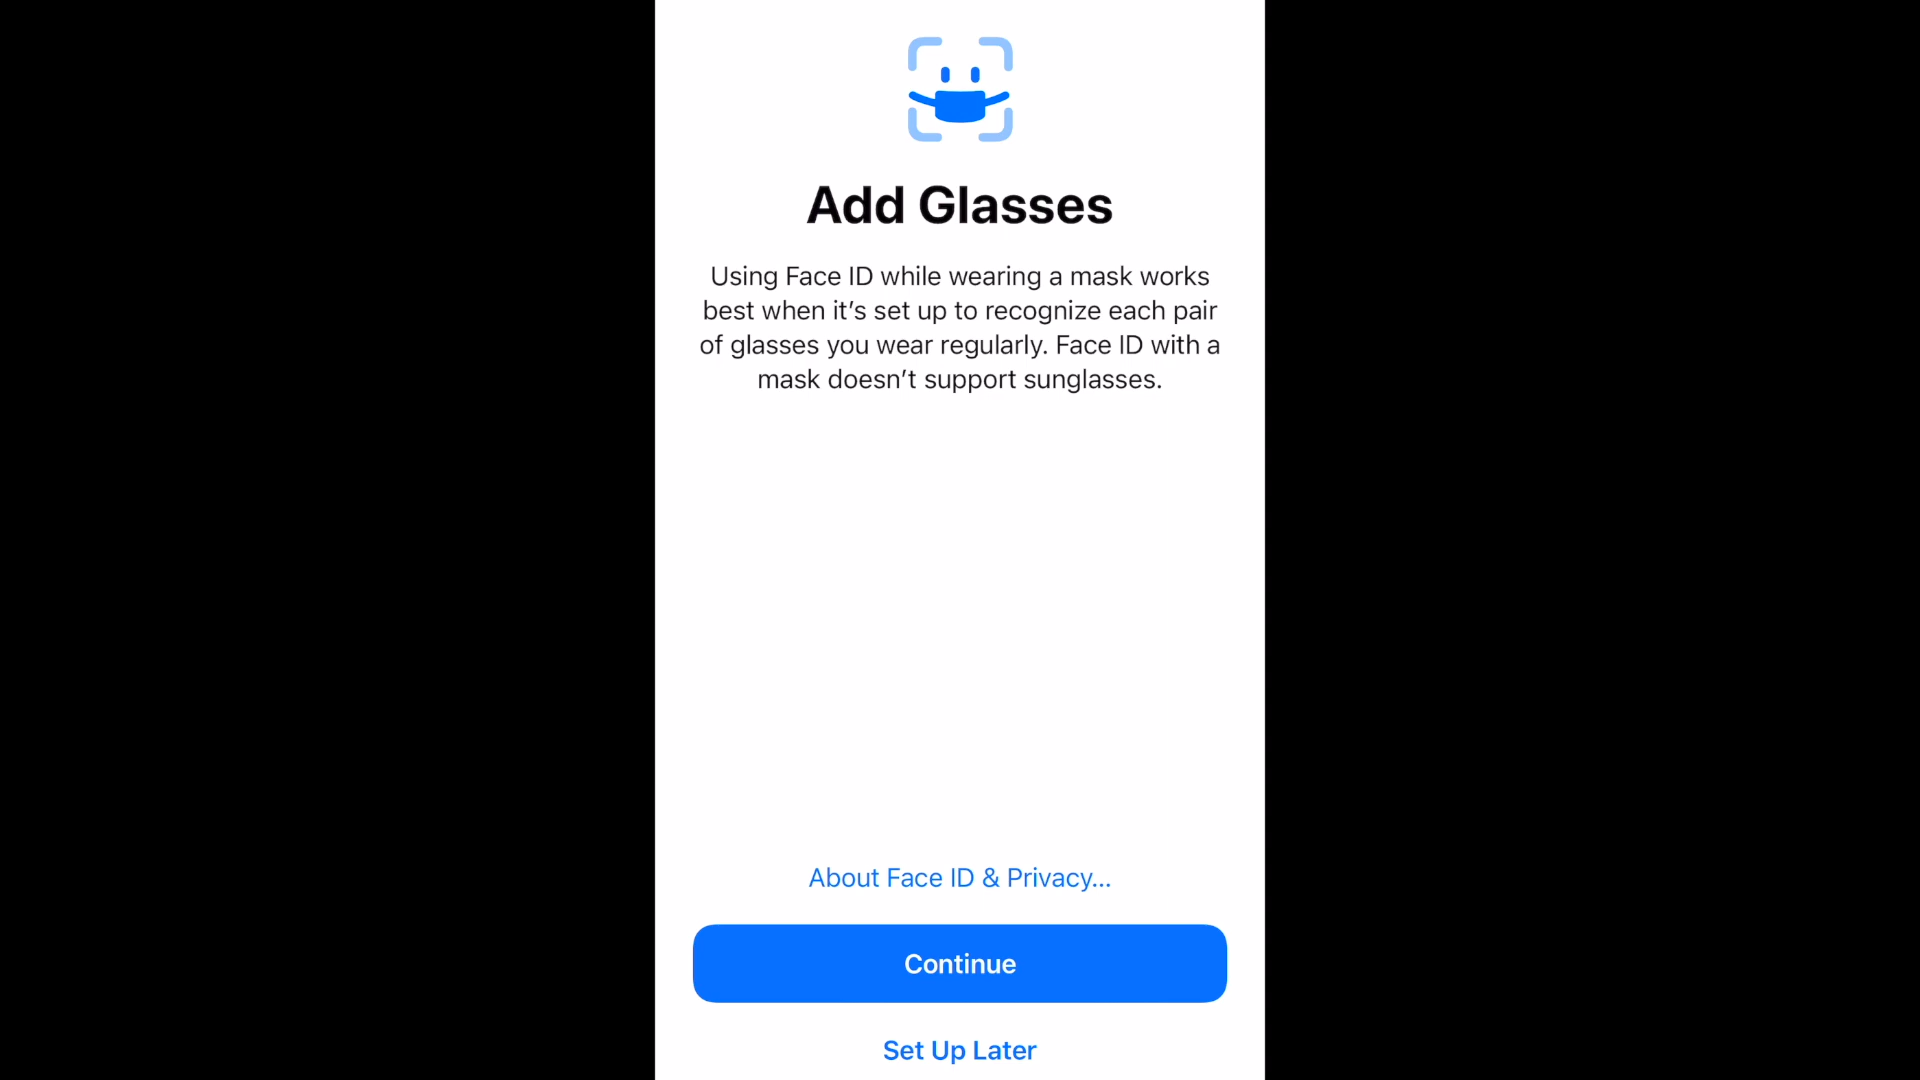 Add Glasses
Using Face ID while wearing a mask works
best when it’s set up to recognize each pair
of glasses you wear regularly. Face ID with a
mask doesn’t support sunglasses.
About Face ID & Privacy...
Continue
Set Up Later